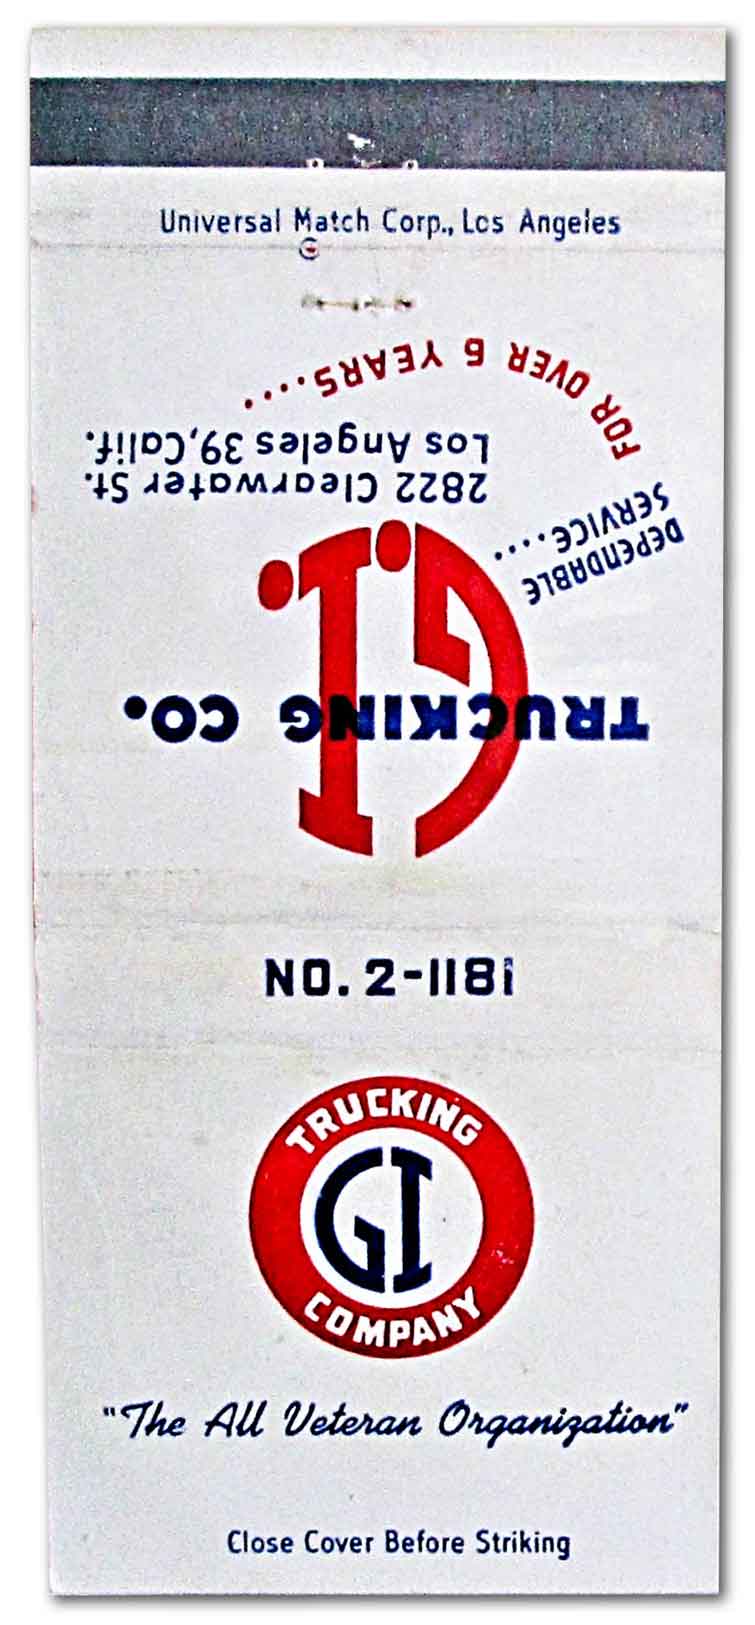 Universal Match Corp., Los Angeles
G.I.
TRUCKING CO.
DEPENDABLE
SERVICE....
FOR OVER 6 YEARS....
2822 Clearwater St.
Los Angeles 39, Calif.
NO. 2-1181
TRUCKING
GI
COMPANY
"The All Veteran Organization"
Close Cover Before Striking